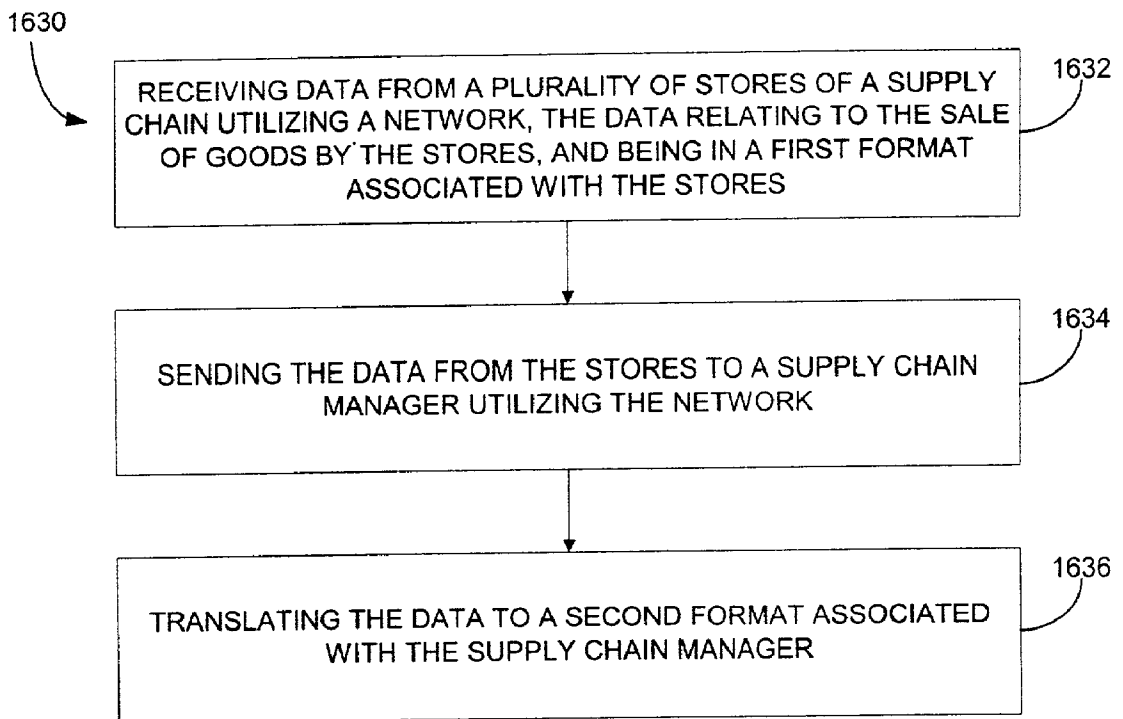 1630
RECEIVING DATA FROM A PLURALITY OF STORES OF A SUPPLY
CHAIN UTILIZING A NETWORK, THE DATA RELATING TO THE SALE
OF GOODS BY THE STORES, AND BEING IN A FIRST FORMAT
ASSOCIATED WITH THE STORES
1632
SENDING THE DATA FROM THE STORES TO A SUPPLY CHAIN
MANAGER UTILIZING THE NETWORK
1634
TRANSLATING THE DATA TO A SECOND FORMAT ASSOCIATED
WITH THE SUPPLY CHAIN MANAGER
1636